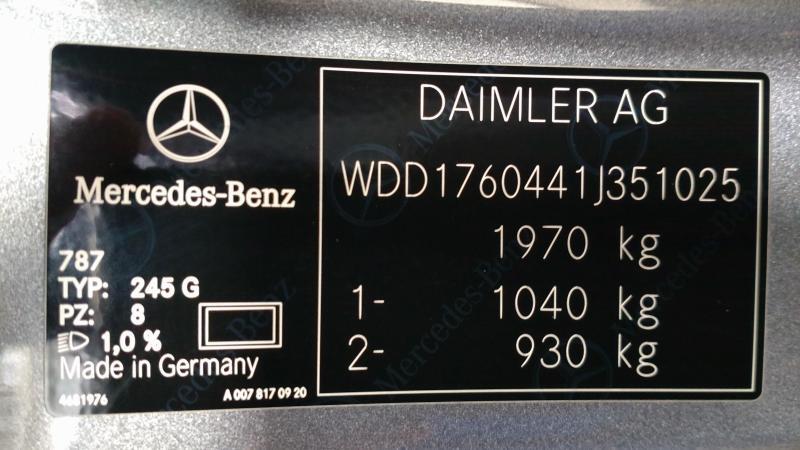 Mercedes-Benz
787
TYP: 245 G
PZ: 8
1,0 %
Made in Germany
4681976
A 007 817 09 20
DAIMLER AG
WDD1760441J351025
1970 kg
1- 1040 kg
2- 930 kg